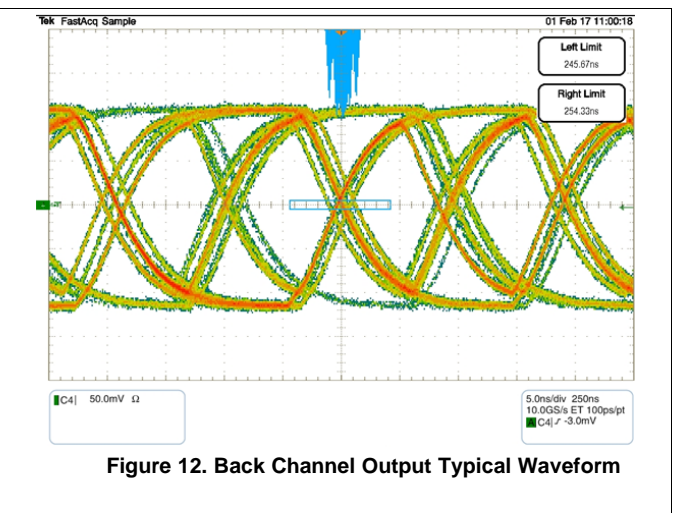 Tek FastAcq Sample
01 Feb 17 11:00:18
Left Limit
245.67ns
Right Limit
254.33ns
C4 50.0mV Ω
5.0ns/div 250ns
10.0GS/s ET 100ps/pt
A C4 -3.0mV
Figure 12. Back Channel Output Typical Waveform